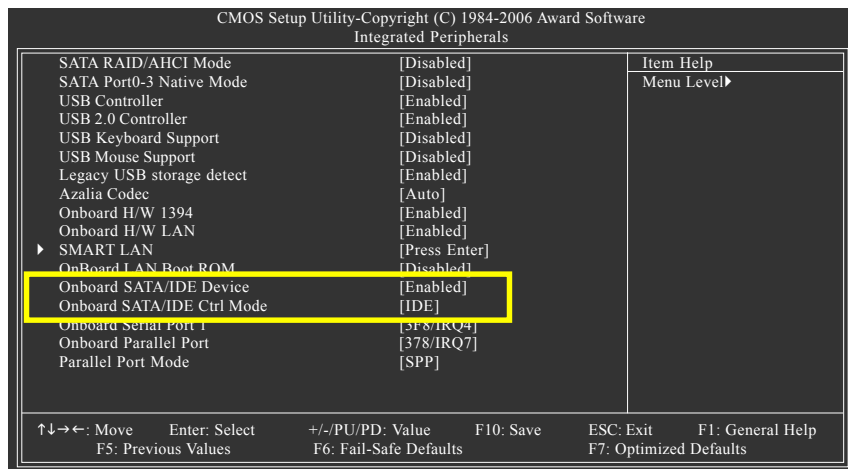 CMOS Setup Utility-Copyright (C) 1984-2006 Award Software
Integrated Peripherals
SATA RAID/AHCI Mode [Disabled] Item Help
SATA Port0-3 Native Mode [Disabled] Menu Level▶
USB Controller [Enabled]
USB 2.0 Controller [Enabled]
USB Keyboard Support [Disabled]
USB Mouse Support [Disabled]
Legacy USB storage detect [Enabled]
Azalia Codec [Auto]
Onboard H/W 1394 [Enabled]
Onboard H/W LAN [Enabled]
▶ SMART LAN [Press Enter]
OnBoard LAN Boot ROM [Disabled]
Onboard SATA/IDE Device [Enabled]
Onboard SATA/IDE Ctrl Mode [IDE]
Onboard Serial Port 1 [3F8/IRQ4]
Onboard Parallel Port [378/IRQ7]
Parallel Port Mode [SPP]
↑↓→←: Move Enter: Select +/-/PU/PD: Value F10: Save ESC: Exit F1: General Help
F5: Previous Values F6: Fail-Safe Defaults F7: Optimized Defaults